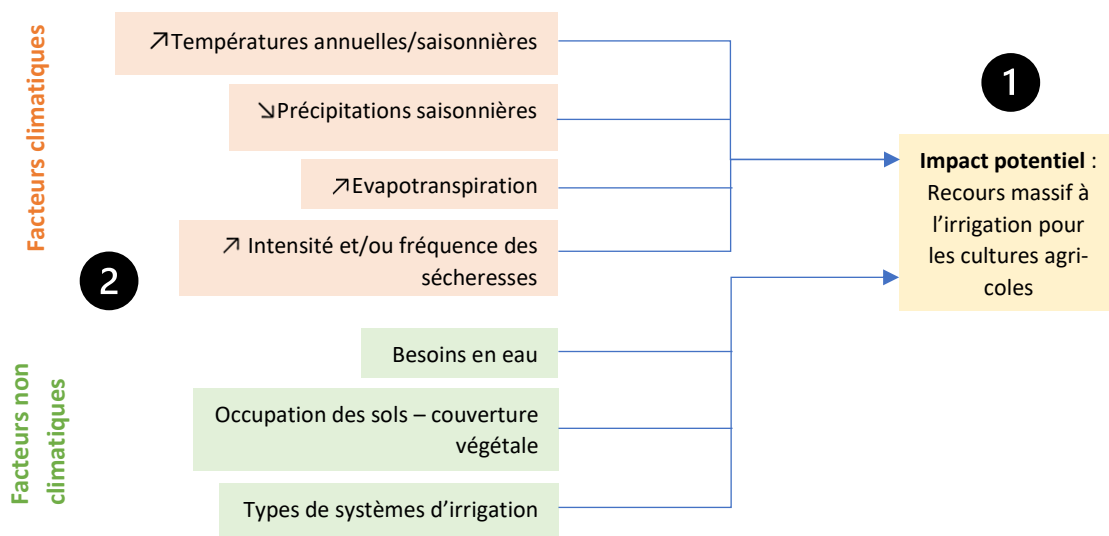 Facteurs climatiques
↗Températures annuelles/saisonnières
↘Précipitations saisonnières
↗Evapotranspiration
↗ Intensité et/ou fréquence des
sécheresses
2
Facteurs non
climatiques
Besoins en eau
Occupation des sols – couverture
végétale
Types de systèmes d’irrigation
1
Impact potentiel :
Recours massif à
l’irrigation pour
les cultures agri-
coles